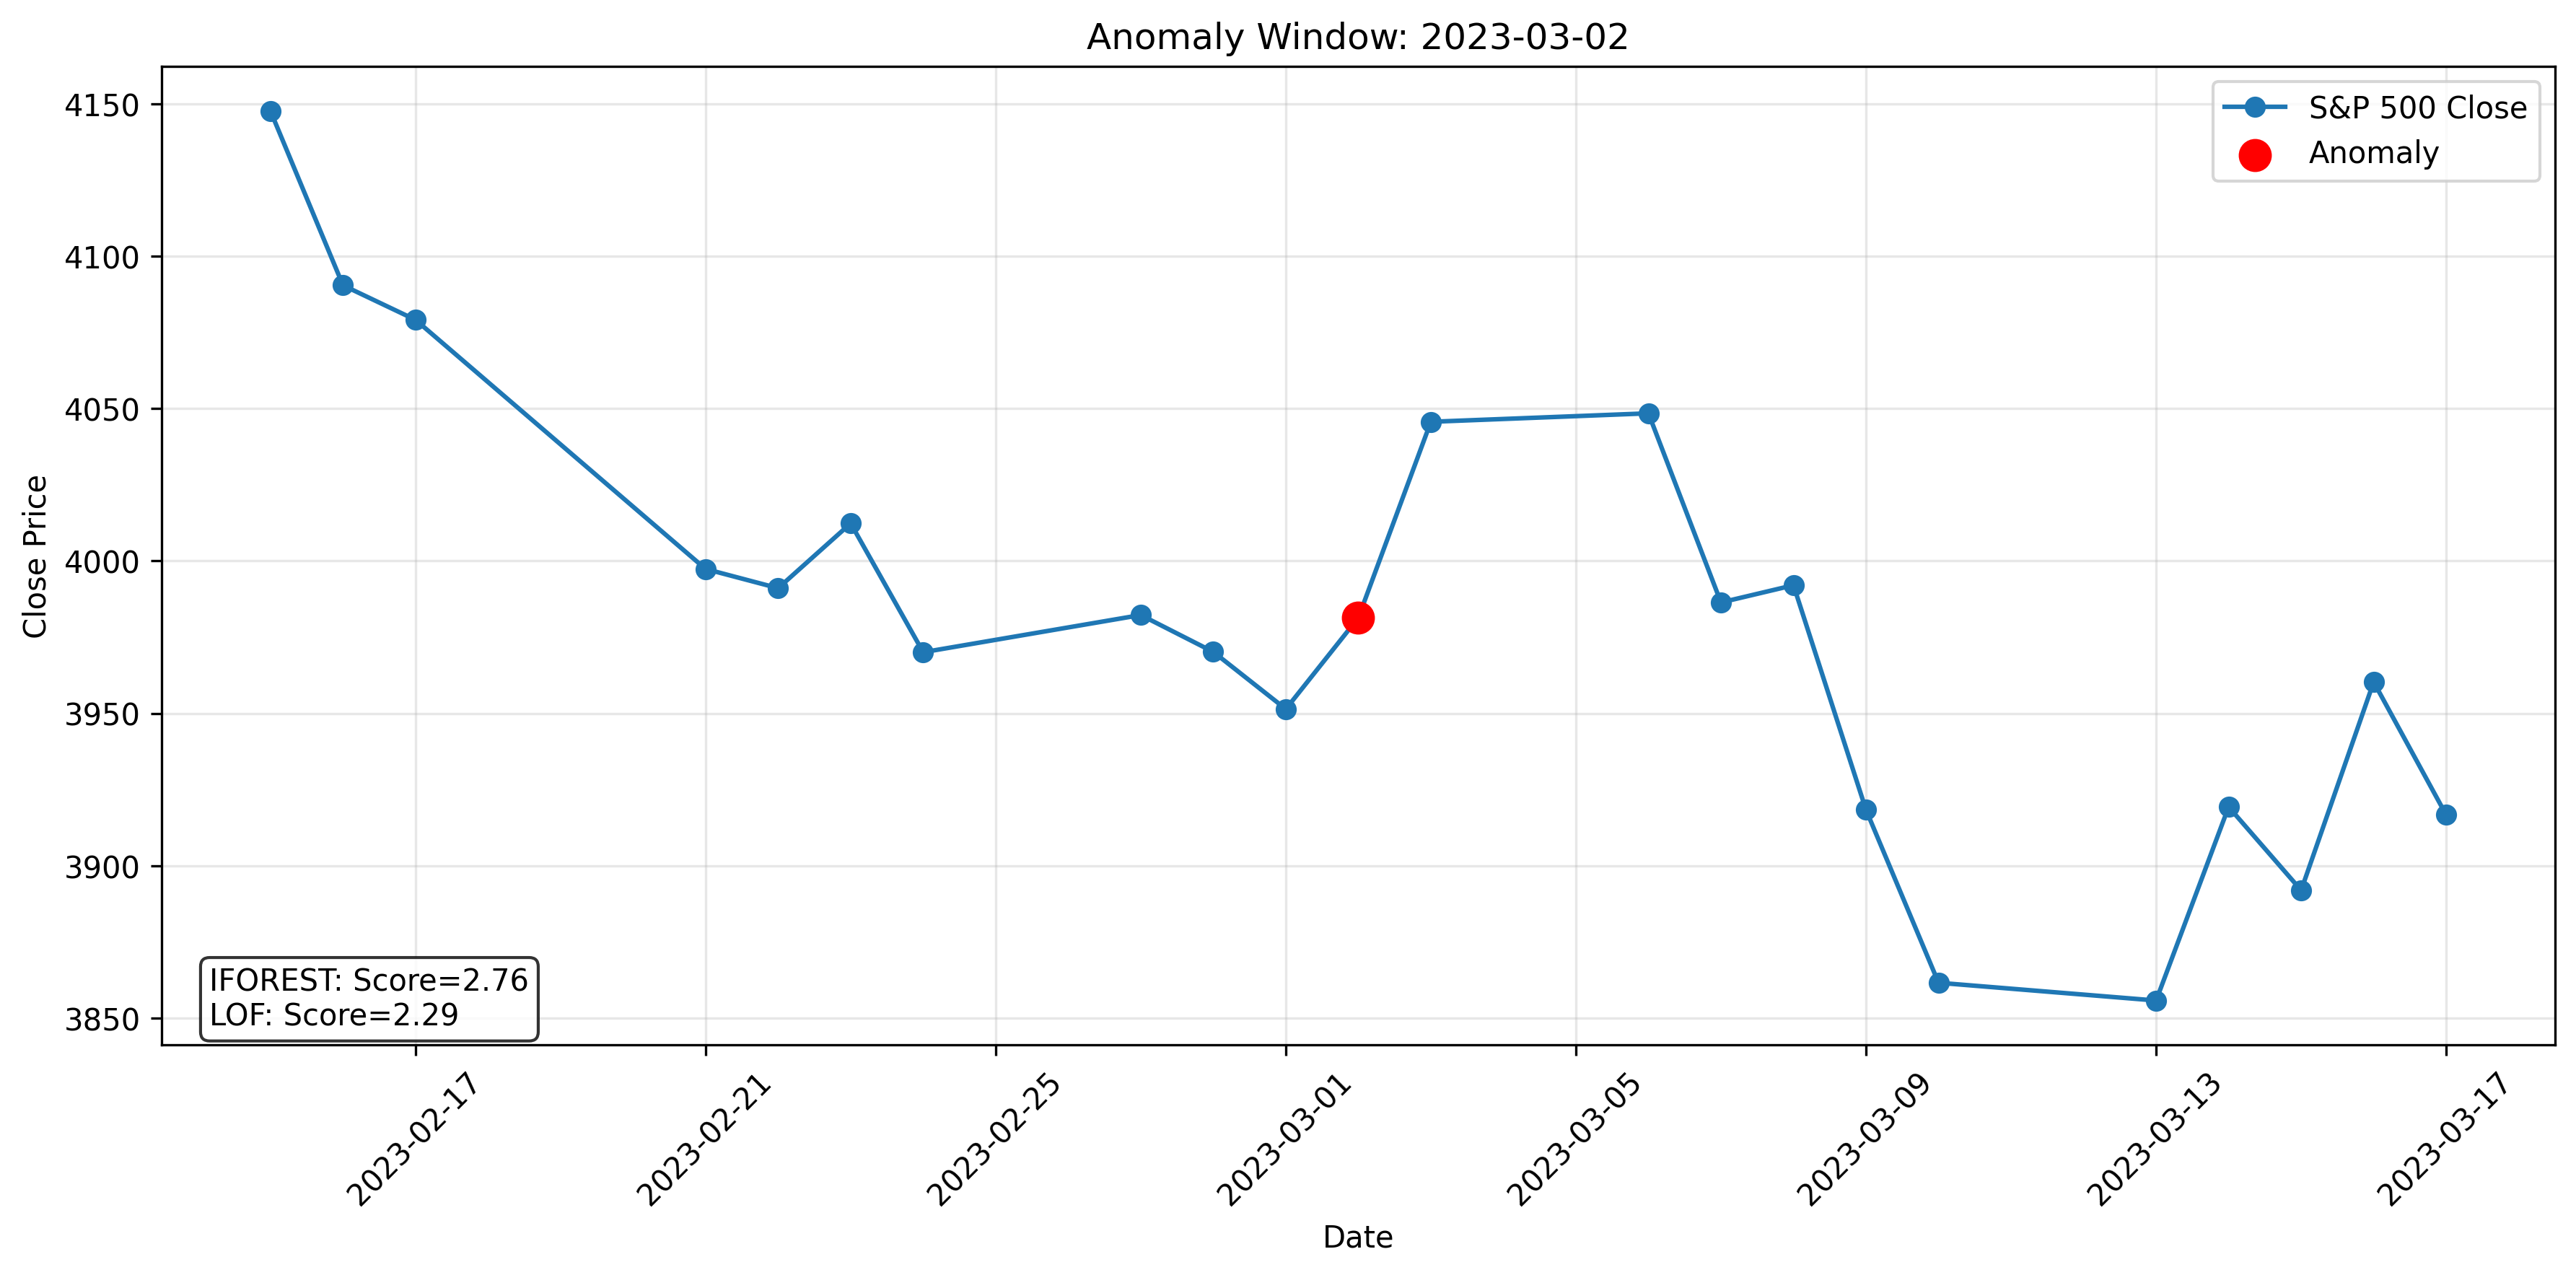 Anomaly Window: 2023-03-02
S&P 500 Close
Anomaly
4150
4100
4050
4000
3950
3900
3850
Close Price
IFOREST: Score=2.76
LOF: Score=2.29
2023-02-17
2023-02-21
2023-02-25
2023-03-01
2023-03-05
2023-03-09
2023-03-13
2023-03-17
Date